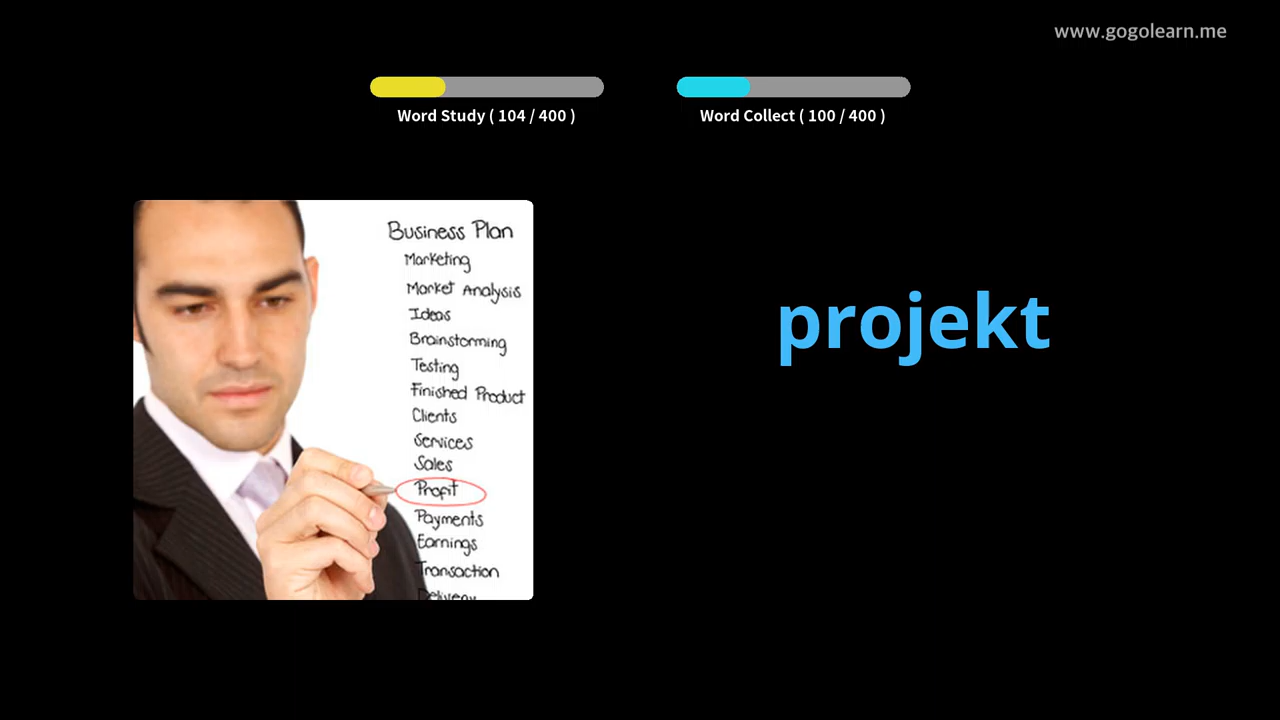 www.gogolearn.me
Word Study ( 104 / 400 )
Word Collect ( 100 / 400 )
Business Plan
Marketing
Market Analysis
Ideas
Brainstorming
Testing
Finished Product
Clients
Services
Sales
Profit
Payments
Earnings
Transaction
Delivery
projekt